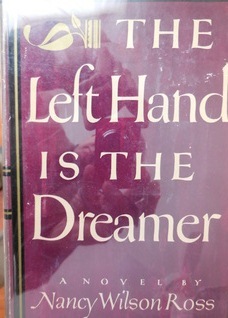 THE
Left Hand
IS THE
Dreamer
A NOVEL BY
Nancy Wilson Ross